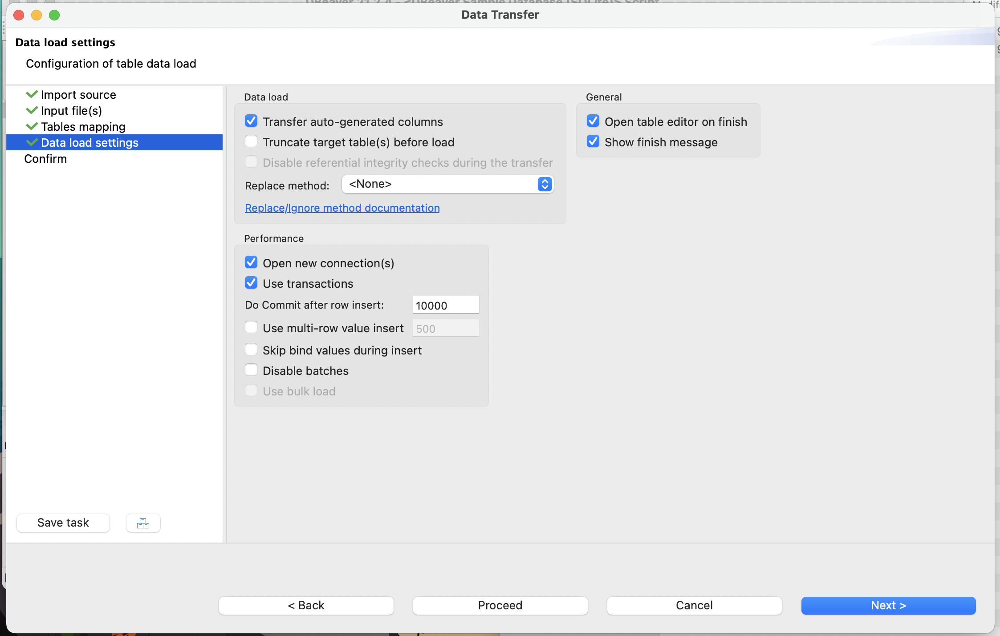 Data Transfer
Data load settings
Configuration of table data load
Import source
Input file(s)
Tables mapping
Data load settings
Confirm
Data load
Transfer auto-generated columns
Truncate target table(s) before load
Disable referential integrity checks during the transfer
Replace method: <None>
Replace/Ignore method documentation
General
Open table editor on finish
Show finish message
Performance
Open new connection(s)
Use transactions
Do Commit after row insert: 10000
Use multi-row value insert 500
Skip bind values during insert
Disable batches
Use bulk load
Save task
< Back
Proceed
Cancel
Next >